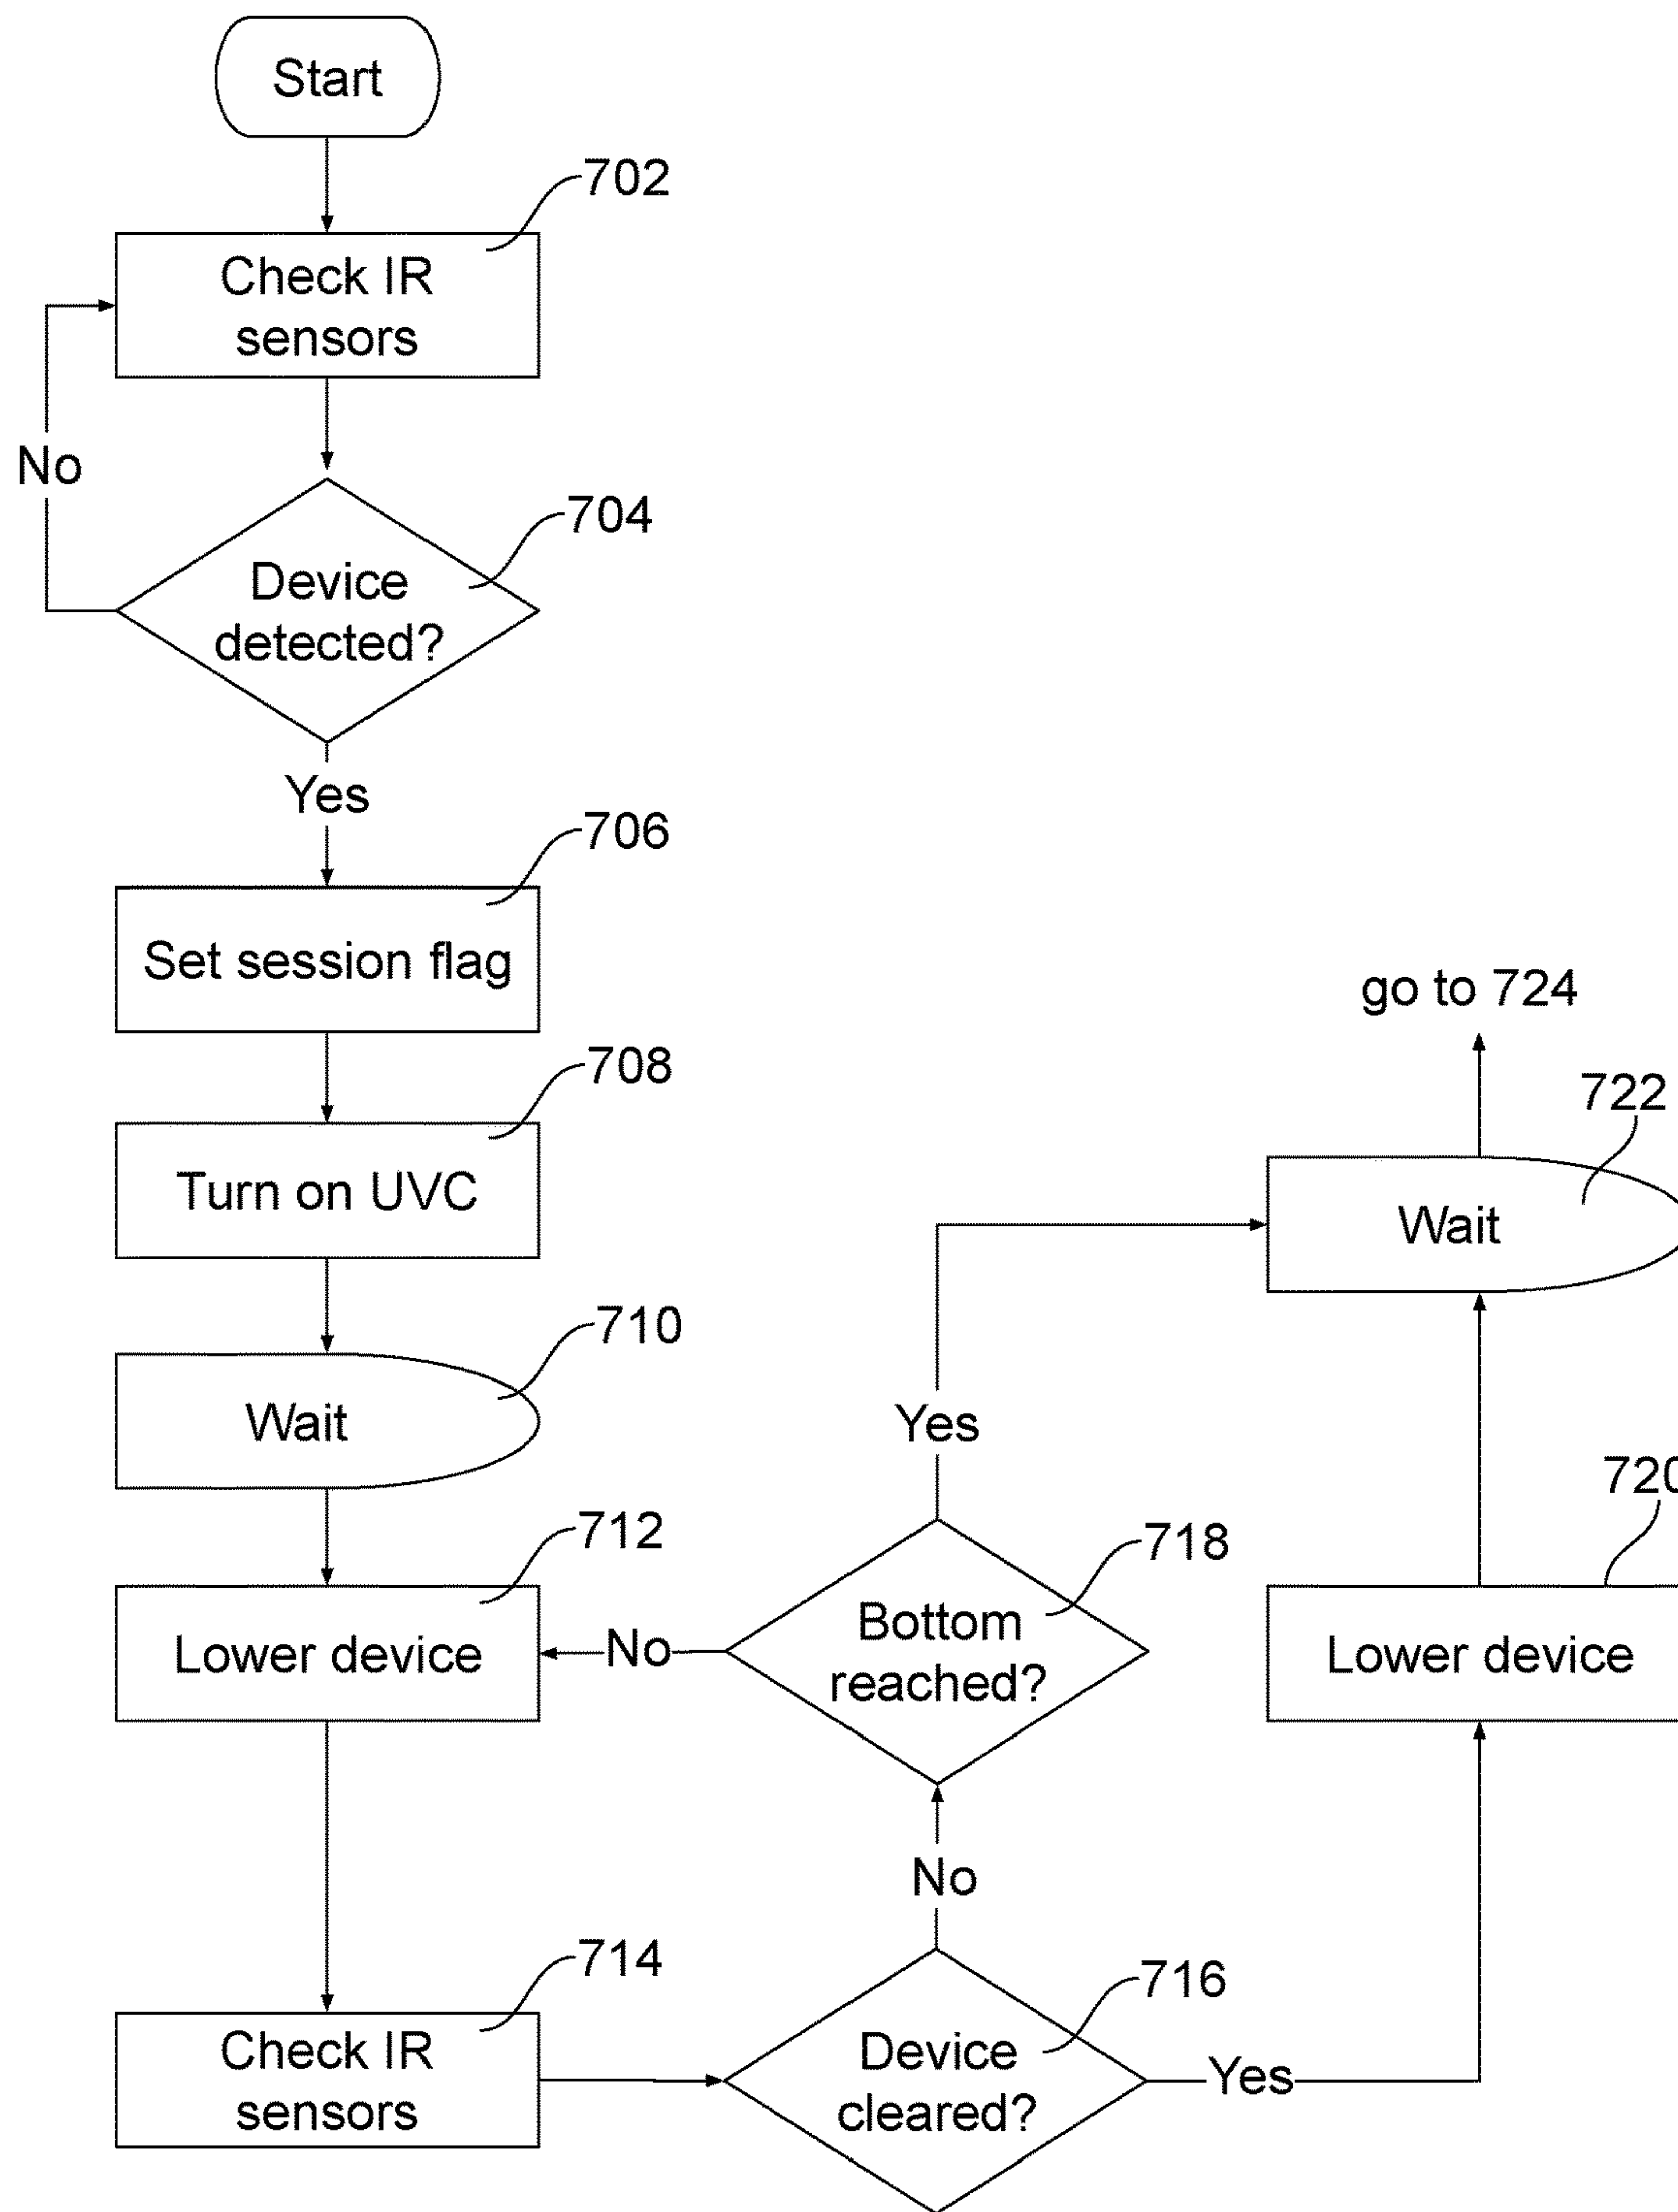 Start
702
Check IR
sensors
No
704
Device
detected?
Yes
706
Set session flag
708
Turn on UVC
710
Wait
712
Lower device
714
Check IR
sensors
716
Device
cleared?
No
718
Bottom
reached?
No
Yes
Yes
720
Lower device
722
Wait
go to 724